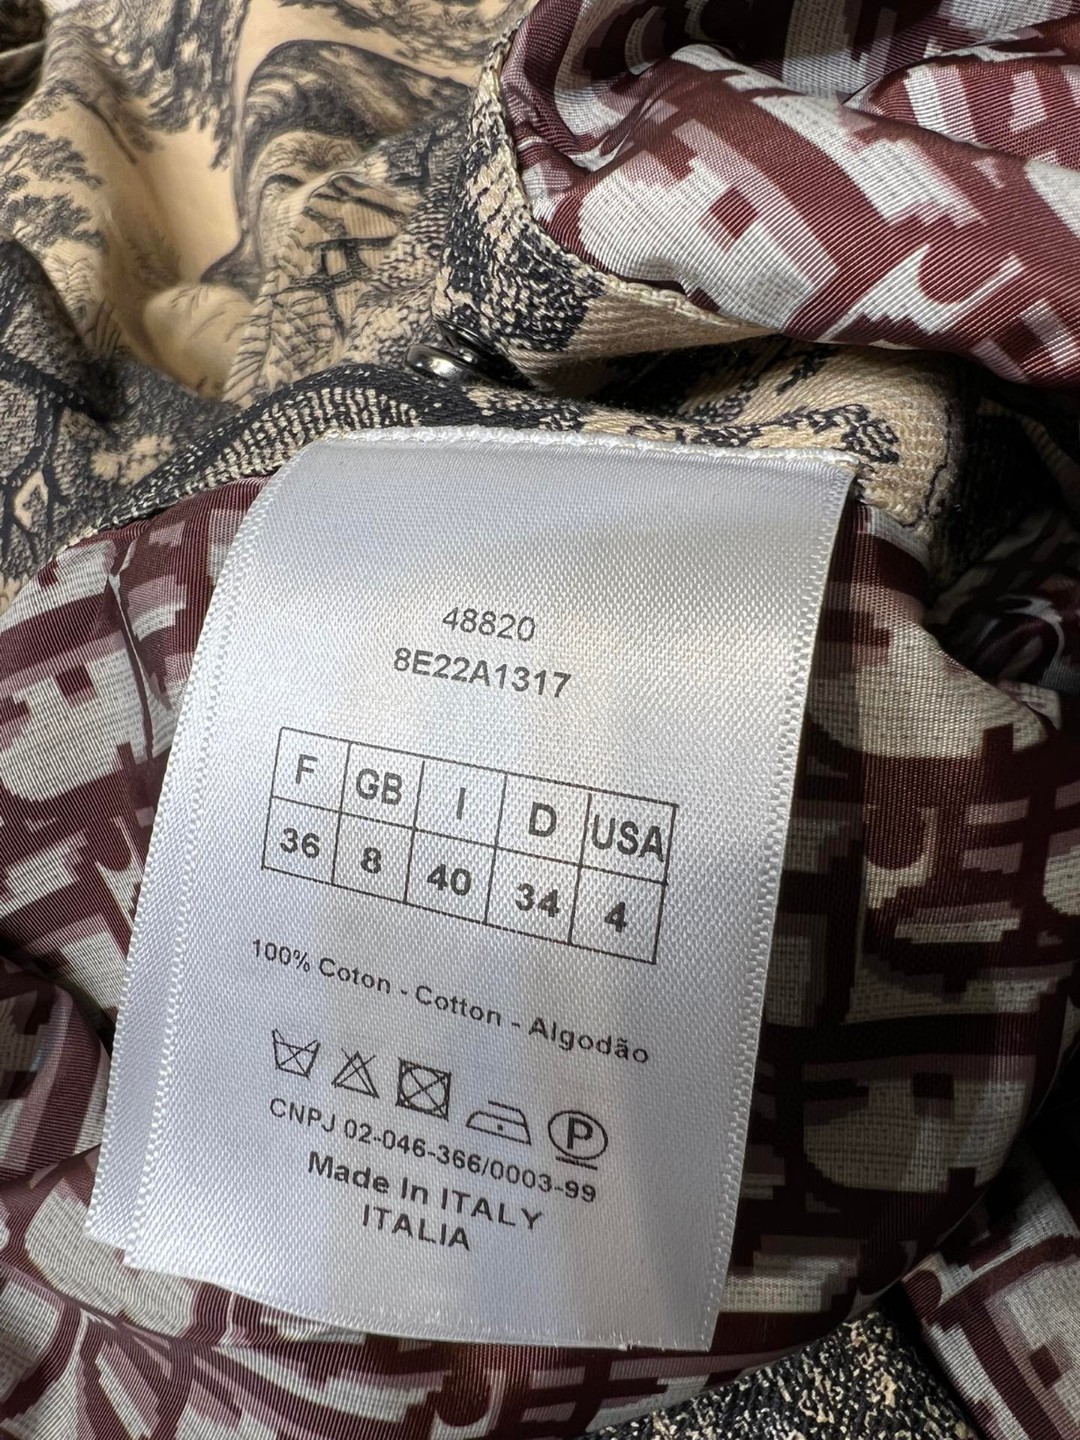 48820
8E22A1317
F GB I D USA
36 8 40 34 4
100% Coton - Cotton - Algodão
P
CNPJ 02-046-366/0003-99
Made In ITALY
ITALIA